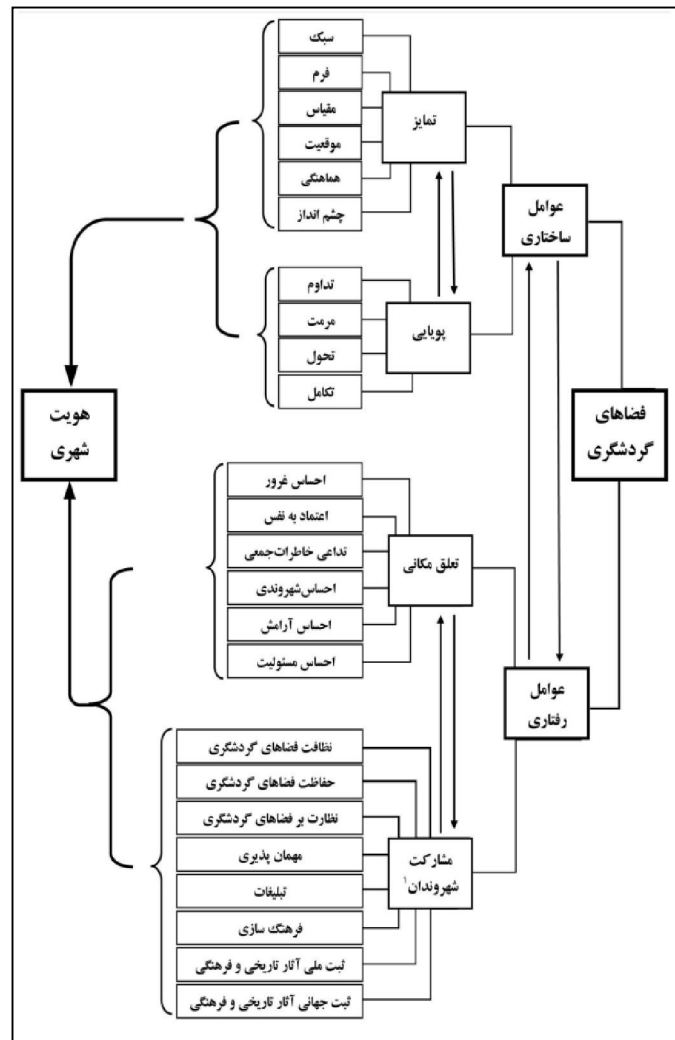 فضاهای
گردشگری
عوامل
ساختاری
تمایز
سبک
فرم
مقیاس
موقعیت
هماهنگی
چشم انداز
پویایی
تداوم
مرمت
تحول
تکامل
عوامل
رفتاری
تعلق مکانی
احساس غرور
اعتماد به نفس
تداعی خاطرات‌جمعی
احساس‌شهروندی
احساس آرامش
احساس مسئولیت
مشارکت
شهروندان۱
نظافت فضاهای گردشگری
حفاظت فضاهای گردشگری
نظارت بر فضاهای گردشگری
مهمان پذیری
تبلیغات
فرهنگ سازی
ثبت ملی آثار تاریخی و فرهنگی
ثبت جهانی آثار تاریخی و فرهنگی
هویت
شهری